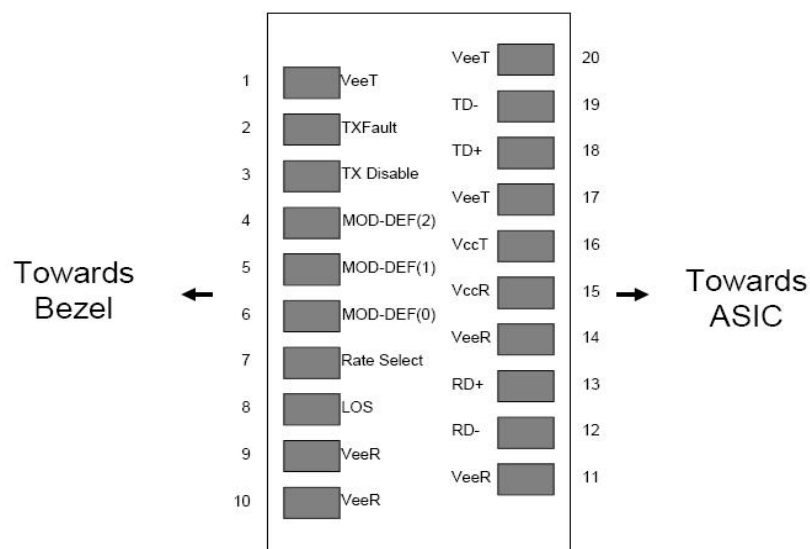 VeeT 20
1 VeeT
TD- 19
2 TXFault
TD+ 18
3 TX Disable
VeeT 17
4 MOD-DEF(2)
VccT 16
5 MOD-DEF(1)
VccR 15
6 MOD-DEF(0)
VeeR 14
7 Rate Select
RD+ 13
8 LOS
RD- 12
9 VeeR
VeeR 11
10 VeeR
Towards
Bezel
Towards
ASIC